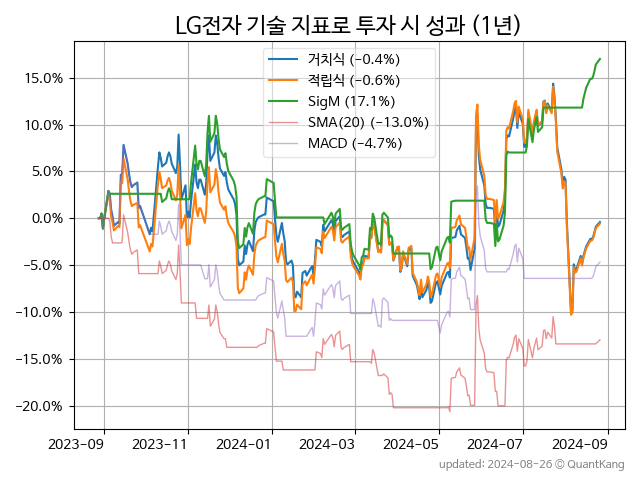 LG전자 기술 지표로 투자 시 성과 (1년)
거치식 (−0.4%)
적립식 (−0.6%)
SigM (17.1%)
SMA(20) (−13.0%)
MACD (−4.7%)
15.0%
10.0%
5.0%
0.0%
−5.0%
−10.0%
−15.0%
−20.0%
2023-09 2023-11 2024-01 2024-03 2024-05 2024-07 2024-09
updated: 2024-08-26 © QuantKang